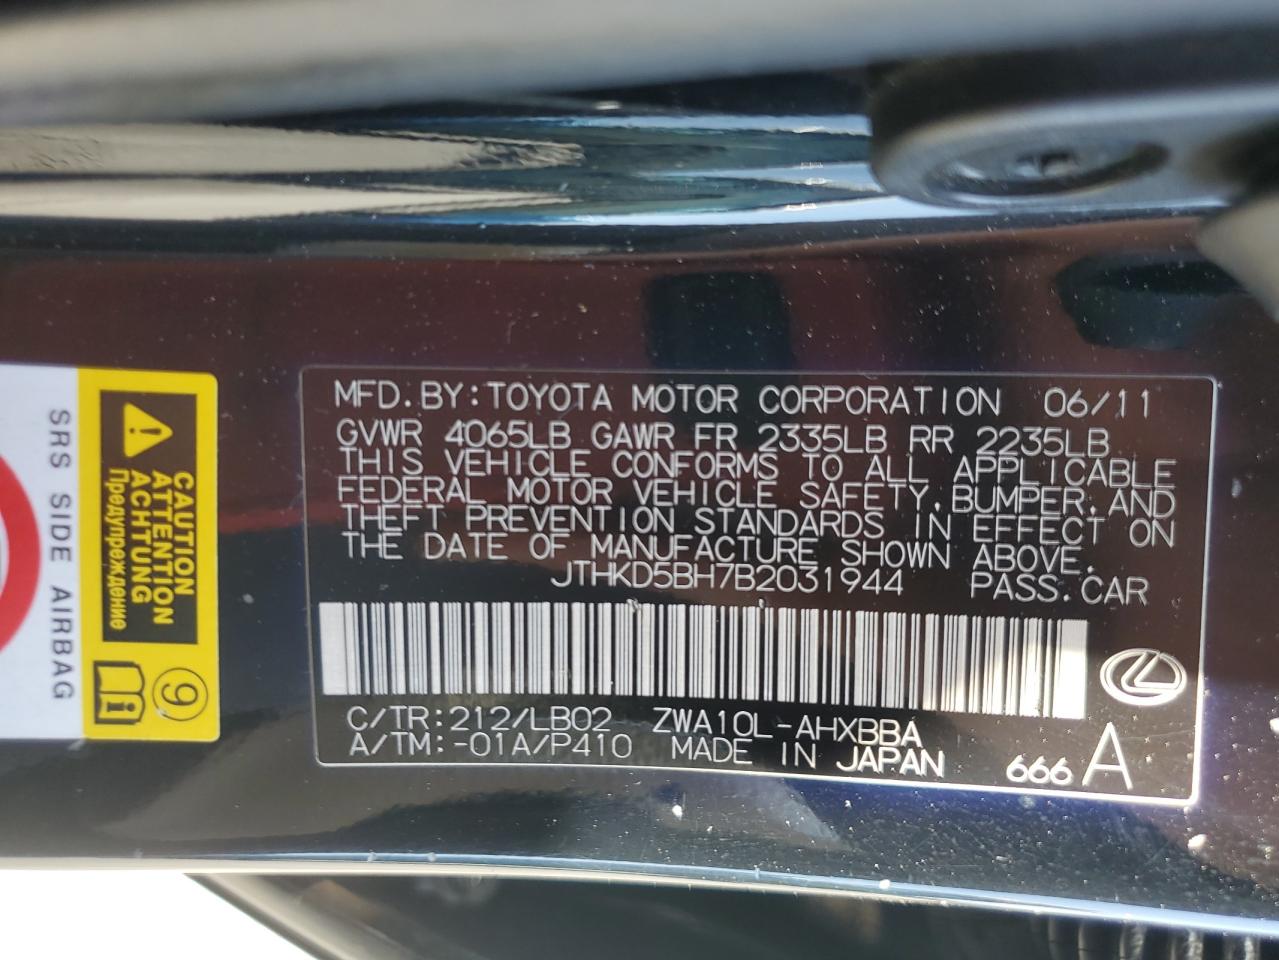 MFD.BY:TOYOTA MOTOR CORPORATION 06/11
GVWR 4065LB GAWR FR 2335LB RR 2235LB
THIS VEHICLE CONFORMS TO ALL APPLICABLE
FEDERAL MOTOR VEHICLE SAFETY,BUMPER,AND
THEFT PREVENTION STANDARDS IN EFFECT ON
THE DATE OF MANUFACTURE SHOWN ABOVE.
JTHKD5BH7B2031944 PASS.CAR
C/TR:212/LB02 ZWA10L-AHXBBA
A/TM:-01A/P410 MADE IN JAPAN 666 A
CAUTION
ATTENTION
ACHTUNG
Предупреждение
9
SRS SIDE AIRBAG